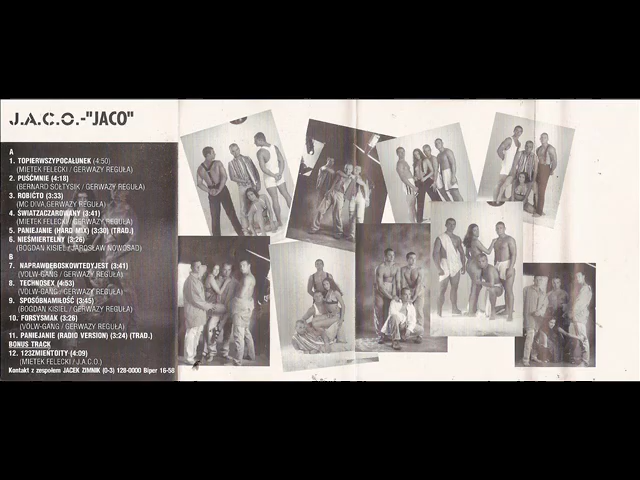 J.A.C.O.-"JACO"
A
1. TOPIERWSZYPOCAŁUNEK (4:50)
(MIETEK FELECKI / GERWAZY REGUŁA)
2. PUŚĆMNIE (4:18)
(BERNARD SOŁTYSIK / GERWAZY REGUŁA)
3. ROBIĆTO (3:33)
(MC DIVA,GERWAZY REGUŁA)
4. ŚWIATZACZAROWANY (3:41)
(MIETEK FELECKI / GERWAZY REGUŁA)
5. PANIEJANIE (HARD MIX) (3:30) (TRAD.)
6. NIEŚMIERTELNY (3:26)
(BOGDAN KISIEL / JAROSŁAW NOWOSAD)
B
7. NAPRAWDĘBOSKOWTEDYJEST (3:41)
(VOLW-GANG / GERWAZY REGUŁA)
8. TECHNOSEX (4:53)
(VOLW-GANG / GERWAZY REGUŁA)
9. SPOSÓBNAMIŁOŚĆ (3:45)
(BOGDAN KISIEL / GERWAZY REGUŁA)
10. FORSYSMAK (3:26)
(VOLW-GANG / GERWAZY REGUŁA)
11. PANIEJANIE (RADIO VERSION) (3:24) (TRAD.)
BONUS TRACK
12. 123ZMIENTOITY (4:09)
(MIETEK FELECKI / J.A.C.O.)
Kontakt z zespołem JACEK ZIMNIK (0-3) 128-0000 Biper 16-58